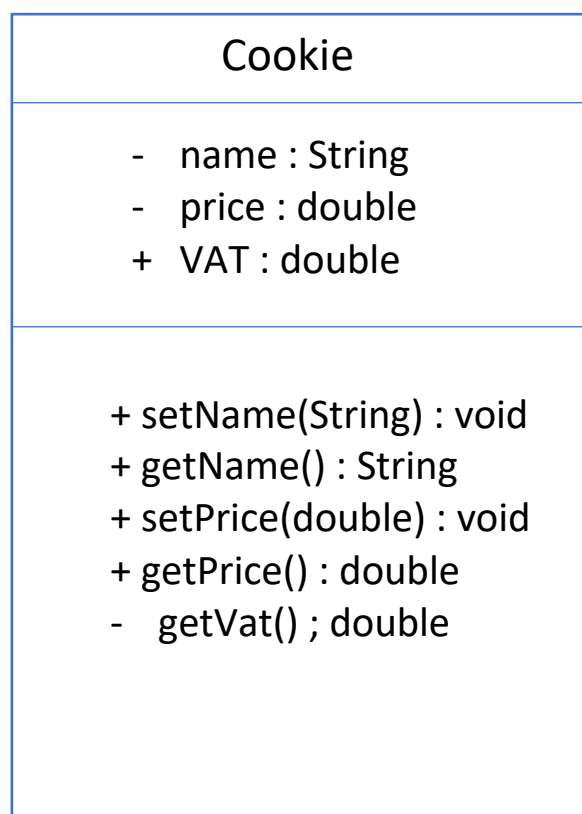 Cookie
- name : String
- price : double
+ VAT : double
+ setName(String) : void
+ getName() : String
+ setPrice(double) : void
+ getPrice() : double
- getVat() ; double